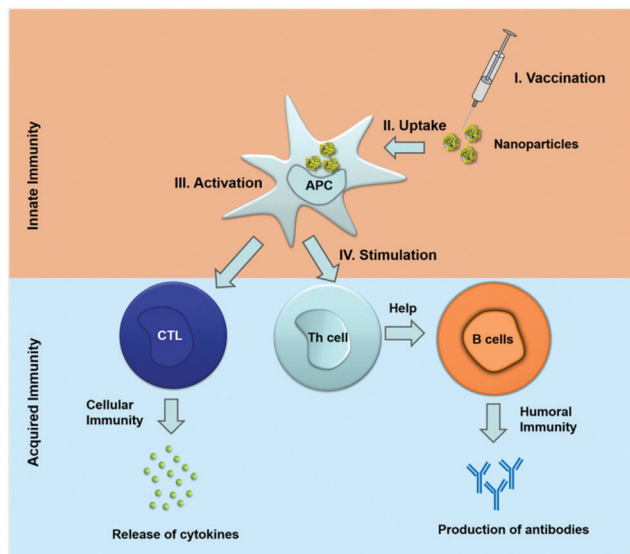 Innate Immunity
I. Vaccination
II. Uptake
Nanoparticles
III. Activation
APC
IV. Stimulation
Acquired Immunity
CTL
Th cell
Help
B cells
Cellular
Immunity
Humoral
Immunity
Release of cytokines
Production of antibodies